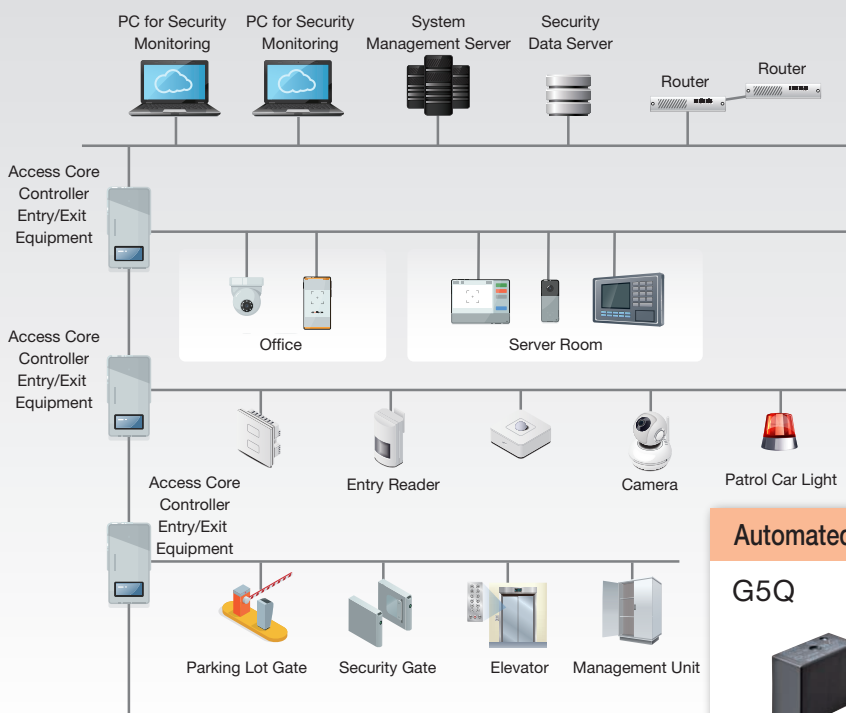 PC for Security
Monitoring
PC for Security
Monitoring
System
Management Server
Security
Data Server
Router
Router
Access Core
Controller
Entry/Exit
Equipment
Office
Server Room
Access Core
Controller
Entry/Exit
Equipment
Entry Reader
Camera
Patrol Car Light
Access Core
Controller
Entry/Exit
Equipment
Parking Lot Gate
Security Gate
Elevator
Management Unit
Automated
G5Q